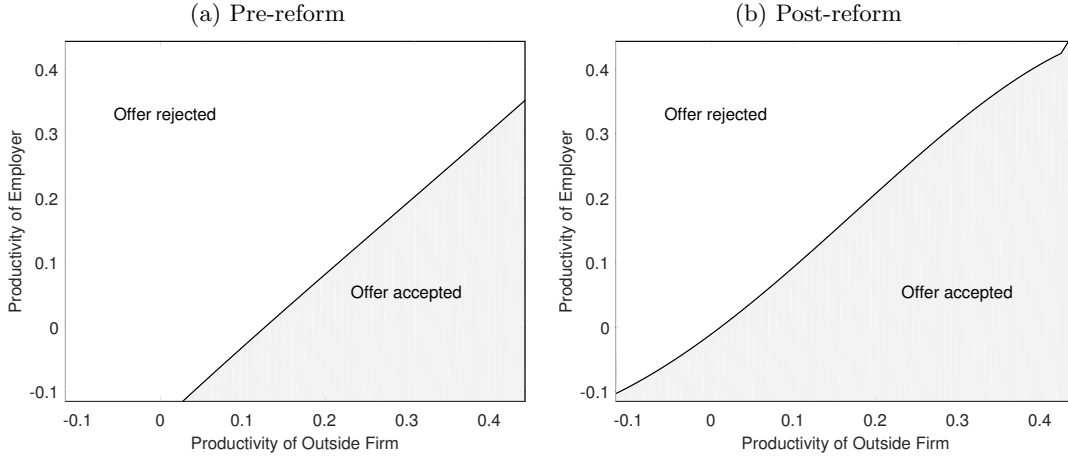 (a) Pre-reform
0.4
0.3
0.2
0.1
0
-0.1
Productivity of Employer
Offer rejected
Offer accepted
-0.1 0 0.1 0.2 0.3 0.4
Productivity of Outside Firm
(b) Post-reform
0.4
0.3
0.2
0.1
0
-0.1
Productivity of Employer
Offer rejected
Offer accepted
-0.1 0 0.1 0.2 0.3 0.4
Productivity of Outside Firm